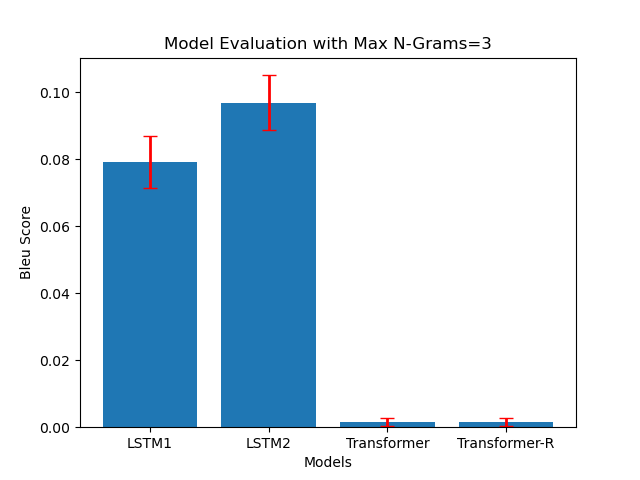 Model Evaluation with Max N-Grams=3
0.10
0.08
0.06
0.04
0.02
0.00
Bleu Score
LSTM1 LSTM2 Transformer Transformer-R
Models